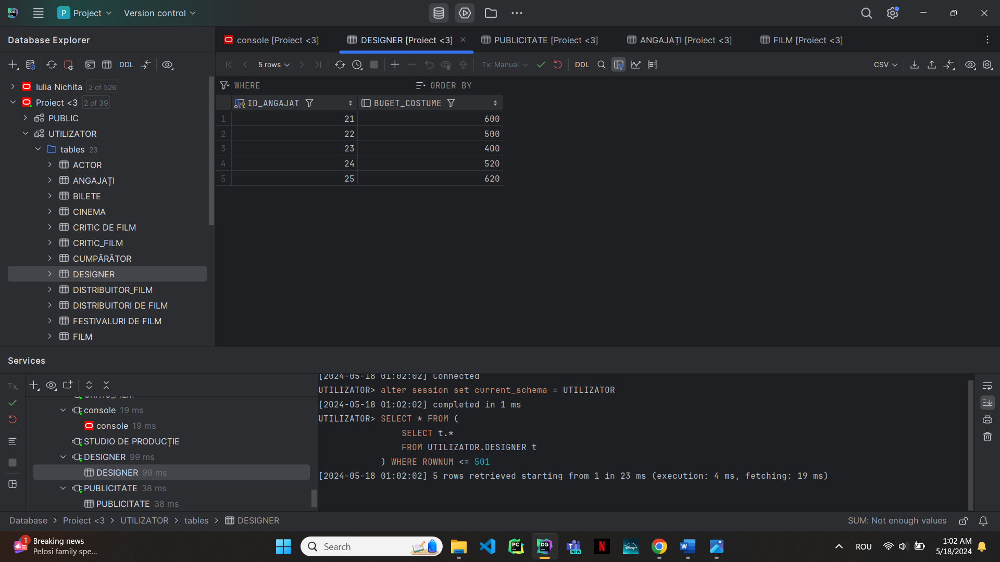 P Project Version control
Database Explorer
console [Proiect <3]
DESIGNER [Proiect <3]
PUBLICITATE [Proiect <3]
ANGAJAȚI [Proiect <3]
FILM [Proiect <3]
DDL
5 rows
Tx: Manual
DDL
CSV
WHERE
ORDER BY
Iulia Nichita 2 of 526
Proiect <3 2 of 39
PUBLIC
UTILIZATOR
tables 23
ACTOR
ANGAJAȚI
BILETE
CINEMA
CRITIC DE FILM
CRITIC_FILM
CUMPĂRĂTOR
DESIGNER
DISTRIBUITOR_FILM
DISTRIBUITORI DE FILM
FESTIVALURI DE FILM
FILM
ID_ANGAJAT BUGET_COSTUME
1 21 600
2 22 500
3 23 400
4 24 520
5 25 620
Services
Tx
CRITIC_FILM
console 19 ms
console 19 ms
STUDIO DE PRODUCȚIE
DESIGNER 99 ms
DESIGNER 99 ms
PUBLICITATE 38 ms
PUBLICITATE 38 ms
[2024-05-18 01:02:02] Connected
UTILIZATOR> alter session set current_schema = UTILIZATOR
[2024-05-18 01:02:02] completed in 1 ms
UTILIZATOR> SELECT * FROM (
SELECT t.*
FROM UTILIZATOR.DESIGNER t
) WHERE ROWNUM <= 501
[2024-05-18 01:02:02] 5 rows retrieved starting from 1 in 23 ms (execution: 4 ms, fetching: 19 ms)
Database > Proiect <3 > UTILIZATOR > tables > DESIGNER
SUM: Not enough values
1
Breaking news
Pelosi family spe...
Search
ROU
1:02 AM
5/18/2024